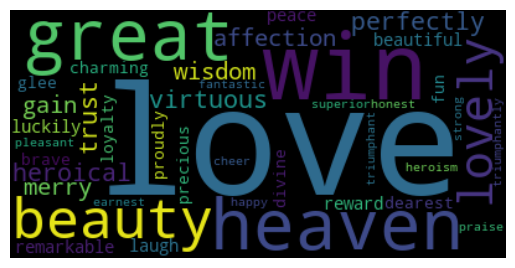 great
win
peace
perfectly
affection
beautiful
charming
wisdom
fantastic
glee
gain
trust
virtuous
superior
honest
fun
strong
lovely
triumphantly
luckily
loyalty
proudly
precious
love
pleasant
brave
heroical
cheer
divine
triumphant
heroism
merry
earnest
happy
reward
dearest
beauty
heaven
praise
remarkable
laugh